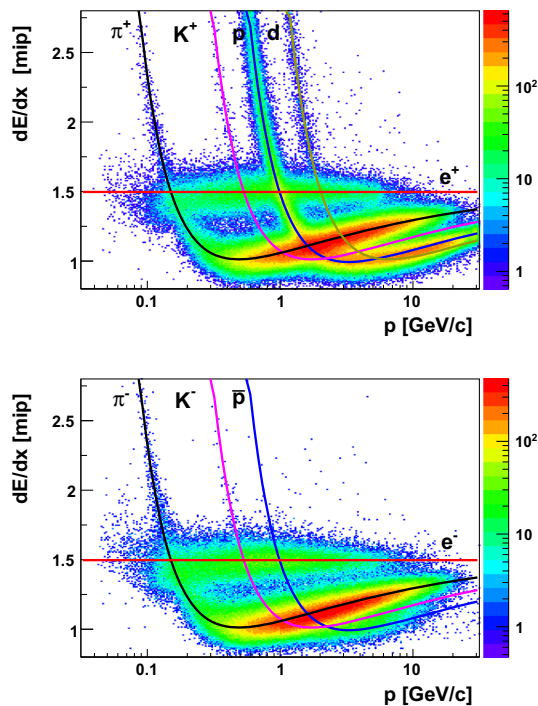 dE/dx [mip]
π⁺ K⁺ p d
e⁺
2.5
2
1.5
1
0.1 1 10
p [GeV/c]
10²
10
1
dE/dx [mip]
π⁻ K⁻ p̅
e⁻
2.5
2
1.5
1
0.1 1 10
p [GeV/c]
10²
10
1